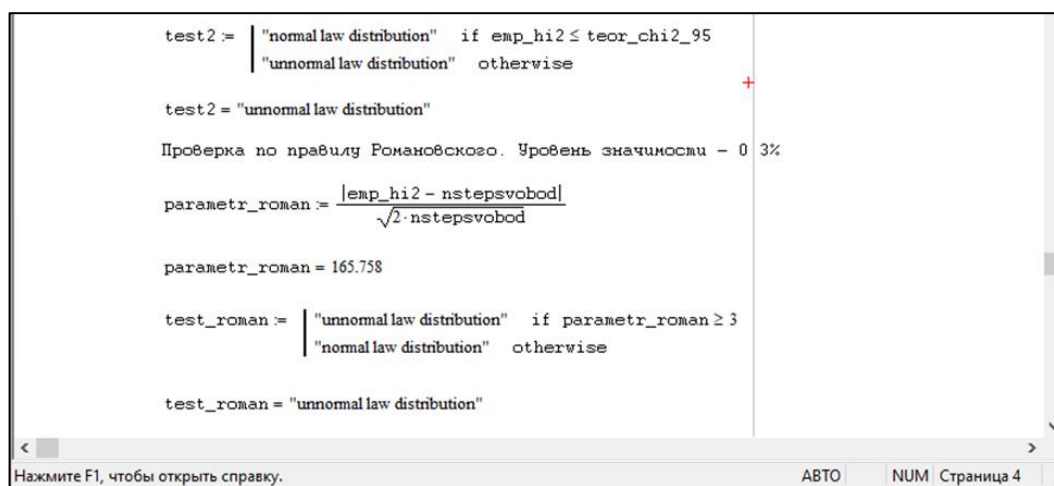 test2 := "normal law distribution" if emp_hi2 ≤ teor_chi2_95
"unnormal law distribution" otherwise
test2 = "unnormal law distribution"
Проверка по правилу Романовского. Уровень значимости - 0 3%
parametr_roman := |emp_hi2 − nstepsvobod|
√2·nstepsvobod
parametr_roman = 165.758
test_roman := "unnormal law distribution" if parametr_roman ≥ 3
"normal law distribution" otherwise
test_roman = "unnormal law distribution"
Нажмите F1, чтобы открыть справку. АВТО NUM Страница 4